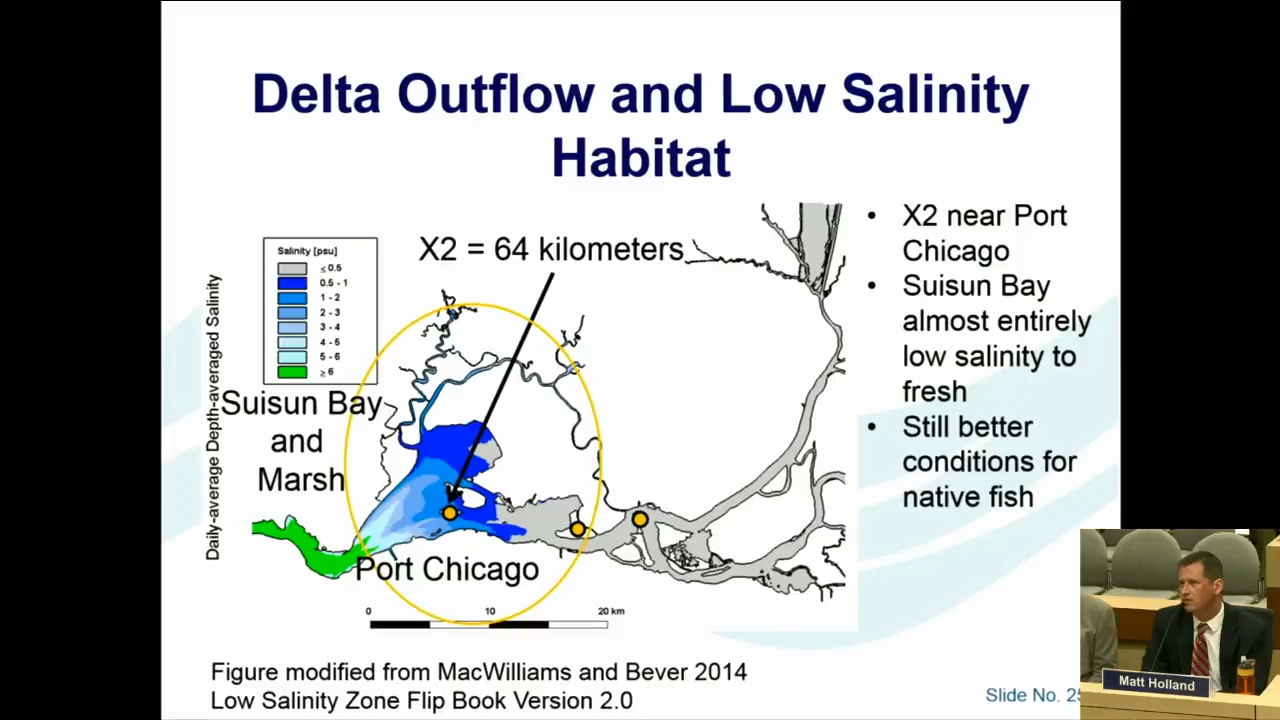 Delta Outflow and Low Salinity
Habitat
Daily-average Depth-averaged Salinity
Salinity [psu]
≤ 0.5
0.5 - 1
1 - 2
2 - 3
3 - 4
4 - 5
5 - 6
≥ 6
X2 = 64 kilometers
Suisun Bay
and
Marsh
Port Chicago
0 10 20 km
• X2 near Port
Chicago
• Suisun Bay
almost entirely
low salinity to
fresh
• Still better
conditions for
native fish
Figure modified from MacWilliams and Bever 2014
Low Salinity Zone Flip Book Version 2.0
Slide No.
Matt Holland